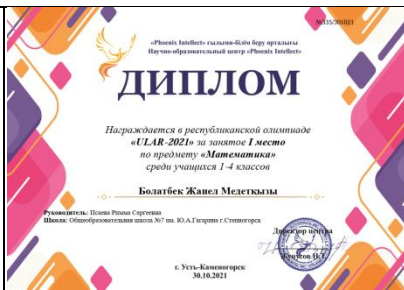 №335/301021
«Phoenix Intellect» ғылыми-білім беру орталығы
Научно-образовательный центр «Phoenix Intellect»
ДИПЛОМ
Награждается в республиканской олимпиаде
«ULAR-2021» за занятое I место
по предмету «Математика»
среди учащихся 1-4 классов
Болатбек Жанел Медетқызы
Руководитель: Исаева Римма Сергеевна
Школа: Общеобразовательная школа №7 им. Ю.А.Гагарина г.Степногорск
Директор центра
г. Усть-Каменогорск
30.10.2021